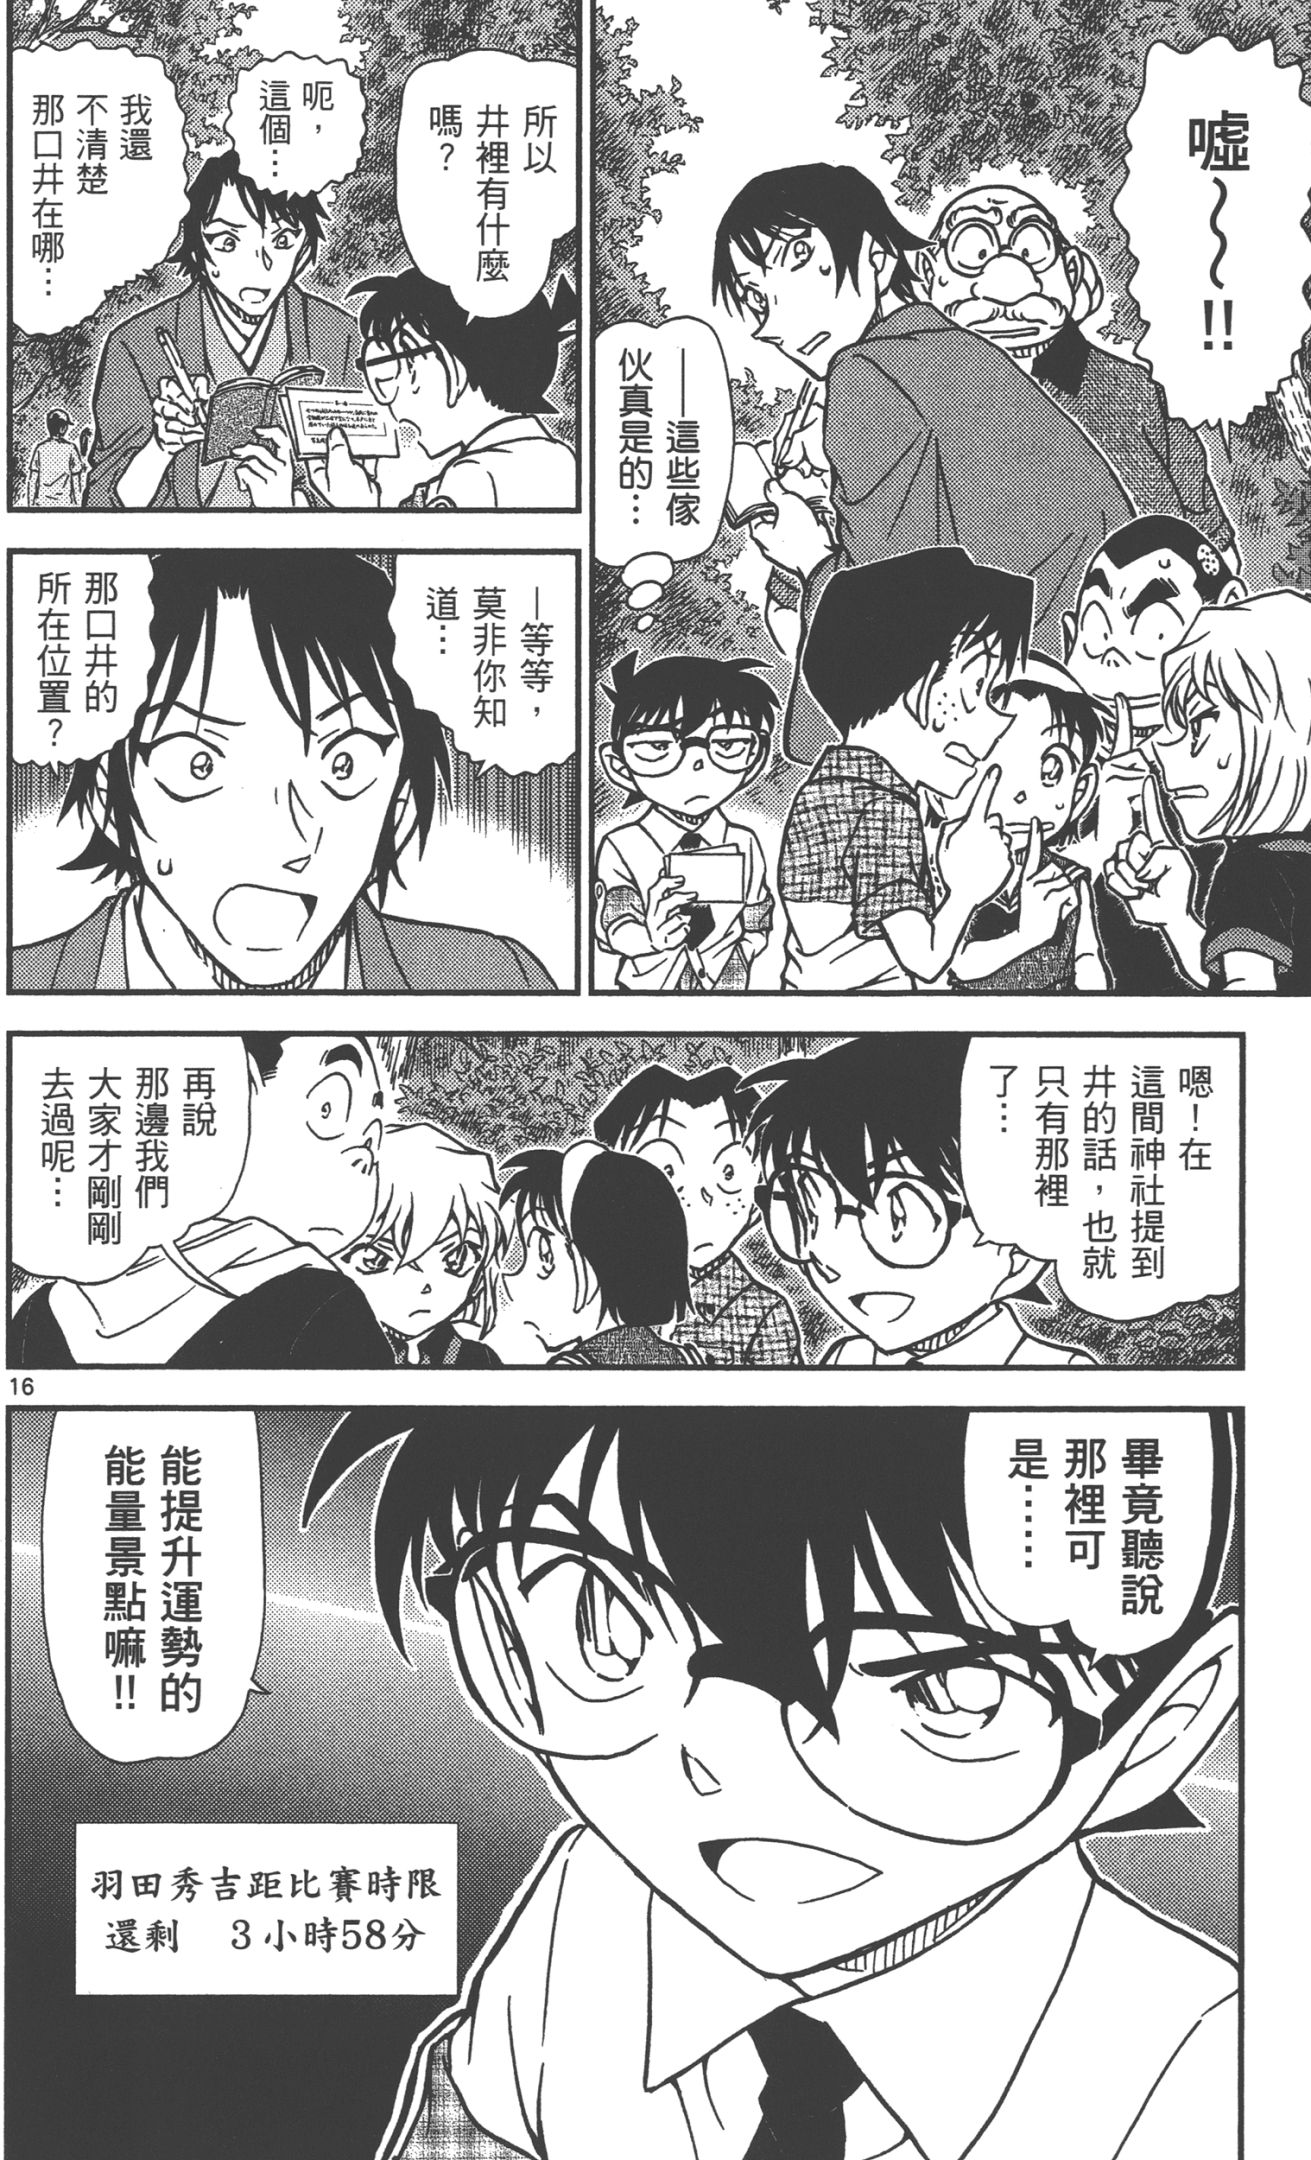 噓～～!!
——這些傢
伙真是的…
所以
井裡有什麼
嗎？
呃，
這個…
我還
不清楚
那口井在哪…
—等等，
莫非你知
道…
那口井的
所在位置？
嗯！在
這間神社提到
井的話，也就
只有那裡
了…
再說
那邊我們
大家才剛剛
去過呢…
16
畢竟聽說
那裡可
是……
能提升運勢的
能量景點嘛!!
羽田秀吉距比賽時限
還剩　３小時58分